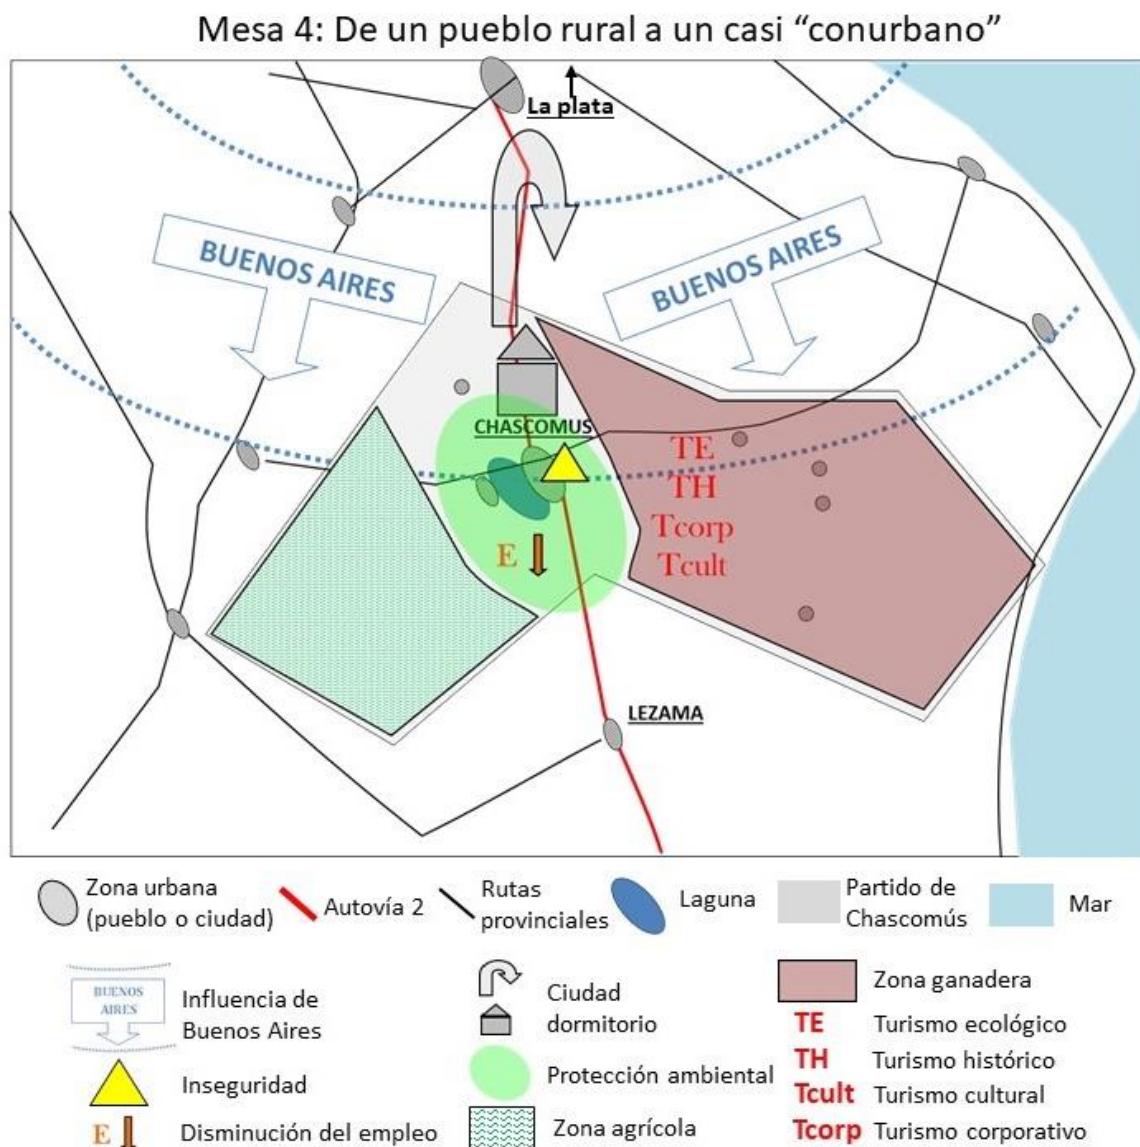 Mesa 4: De un pueblo rural a un casi “conurbano”
La plata
BUENOS AIRES
BUENOS AIRES
CHASCOMUS
TE
TH
Tcorp
Tcult
E
LEZAMA
Zona urbana
(pueblo o ciudad)
Autovía 2
Rutas
provinciales
Laguna
Partido de
Chascomús
Mar
BUENOS
AIRES
Influencia de
Buenos Aires
Ciudad
dormitorio
Zona ganadera
TE Turismo ecológico
TH Turismo histórico
Inseguridad
Protección ambiental
Tcult Turismo cultural
E Disminución del empleo
Zona agrícola
Tcorp Turismo corporativo